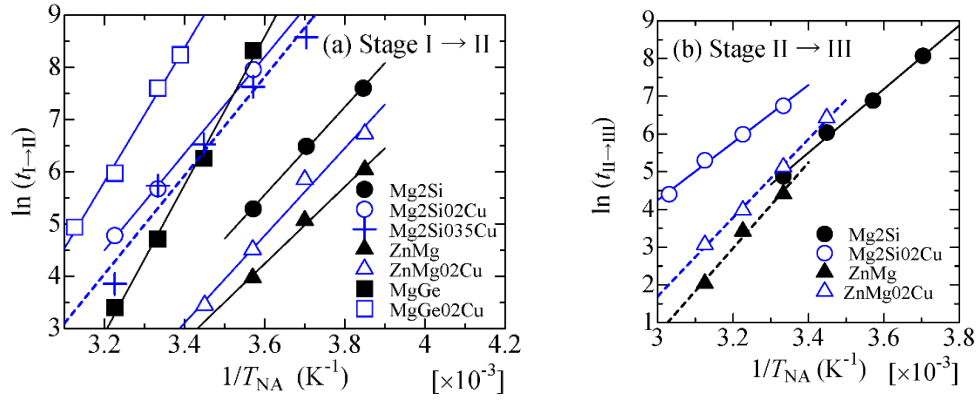 (a) Stage I → II
ln (t_I→II)
9
8
7
6
5
4
3
3.2
3.4
3.6
3.8
4
4.2
1/T_NA (K^-1)
[×10^-3]
Mg2Si
Mg2Si02Cu
Mg2Si035Cu
ZnMg
ZnMg02Cu
MgGe
MgGe02Cu
(b) Stage II → III
ln (t_II→III)
9
8
7
6
5
4
3
2
1
3
3.2
3.4
3.6
3.8
1/T_NA (K^-1)
[×10^-3]
Mg2Si
Mg2Si02Cu
ZnMg
ZnMg02Cu